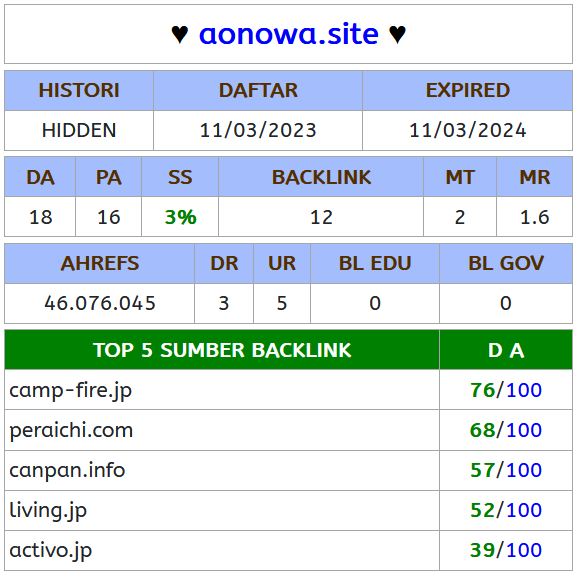 ♥ aonowa.site ♥
HISTORI DAFTAR EXPIRED
HIDDEN 11/03/2023 11/03/2024
DA PA SS BACKLINK MT MR
18 16 3% 12 2 1.6
AHREFS DR UR BL EDU BL GOV
46.076.045 3 5 0 0
TOP 5 SUMBER BACKLINK D A
camp-fire.jp 76/100
peraichi.com 68/100
canpan.info 57/100
living.jp 52/100
activo.jp 39/100